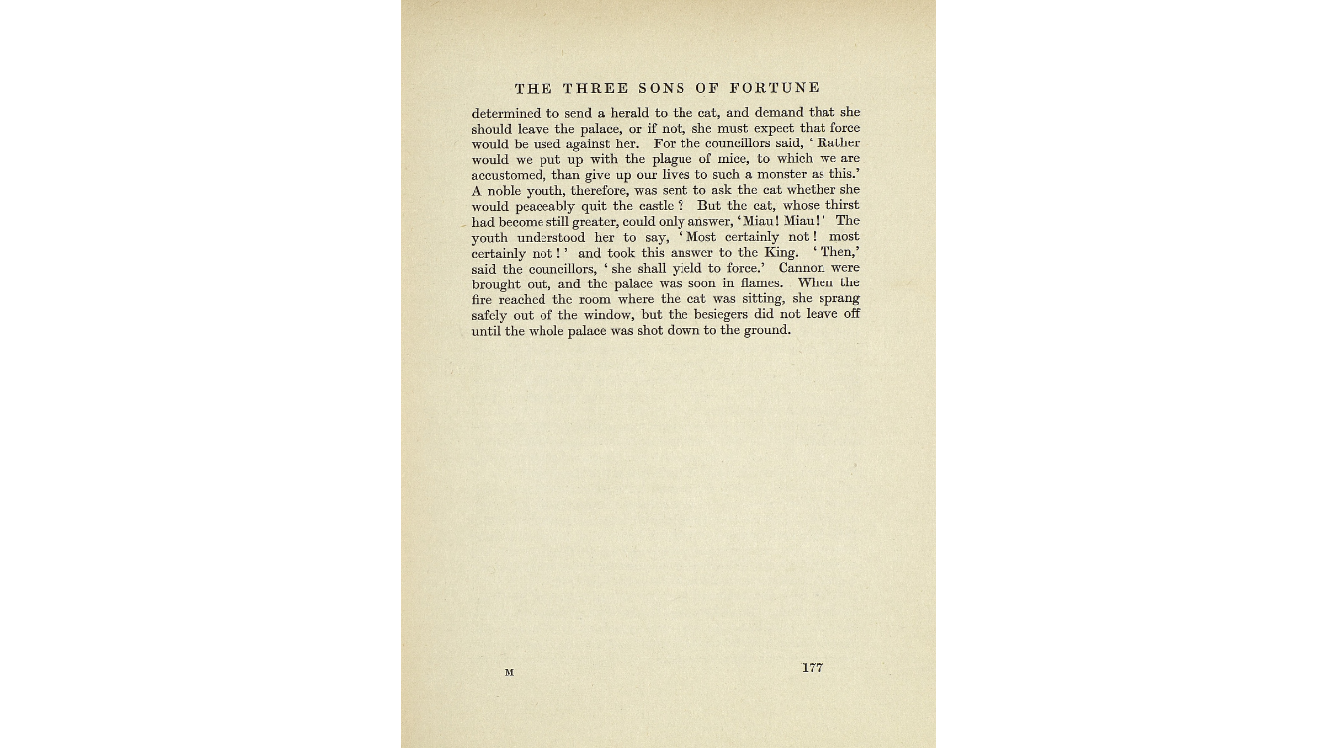 THE THREE SONS OF FORTUNE
determined to send a herald to the cat, and demand that she
should leave the palace, or if not, she must expect that force
would be used against her. For the councillors said, ‘ Rather
would we put up with the plague of mice, to which we are
accustomed, than give up our lives to such a monster as this.’
A noble youth, therefore, was sent to ask the cat whether she
would peaceably quit the castle ? But the cat, whose thirst
had become still greater, could only answer, ‘ Miau! Miau!’ The
youth understood her to say, ‘ Most certainly not ! most
certainly not ! ’ and took this answer to the King. ‘ Then,’
said the councillors, ‘ she shall yield to force.’ Cannon were
brought out, and the palace was soon in flames. When the
fire reached the room where the cat was sitting, she sprang
safely out of the window, but the besiegers did not leave off
until the whole palace was shot down to the ground.
M 177